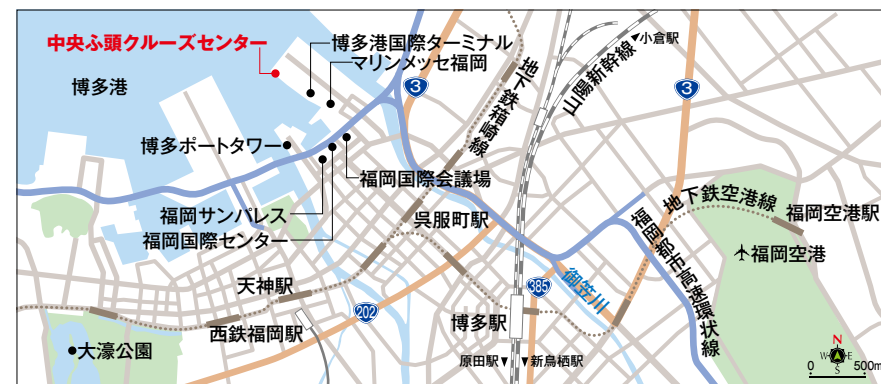 中央ふ頭クルーズセンター
博多港国際ターミナル
マリンメッセ福岡
博多港
博多ポートタワー
福岡国際会議場
福岡サンパレス
福岡国際センター
呉服町駅
地下鉄箱崎線
山陽新幹線
小倉駅
3
3
地下鉄空港線
福岡空港駅
福岡空港
福岡都市高速環状線
御笠川
385
202
天神駅
西鉄福岡駅
博多駅
大濠公園
原田駅
新鳥栖駅
N
W
E
S
0 500m